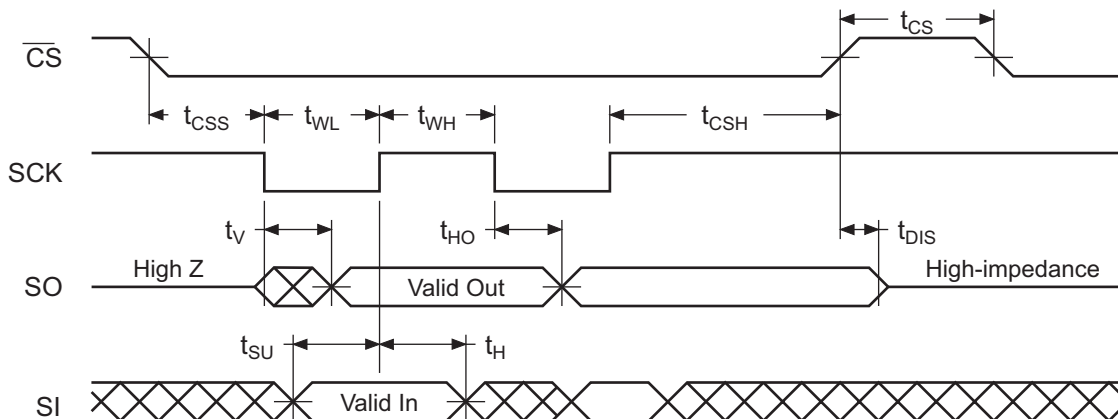 t_CS
CS
t_CSS t_WL t_WH t_CSH
SCK
t_V t_HO t_DIS
High Z High-impedance
SO Valid Out
t_SU t_H
SI Valid In